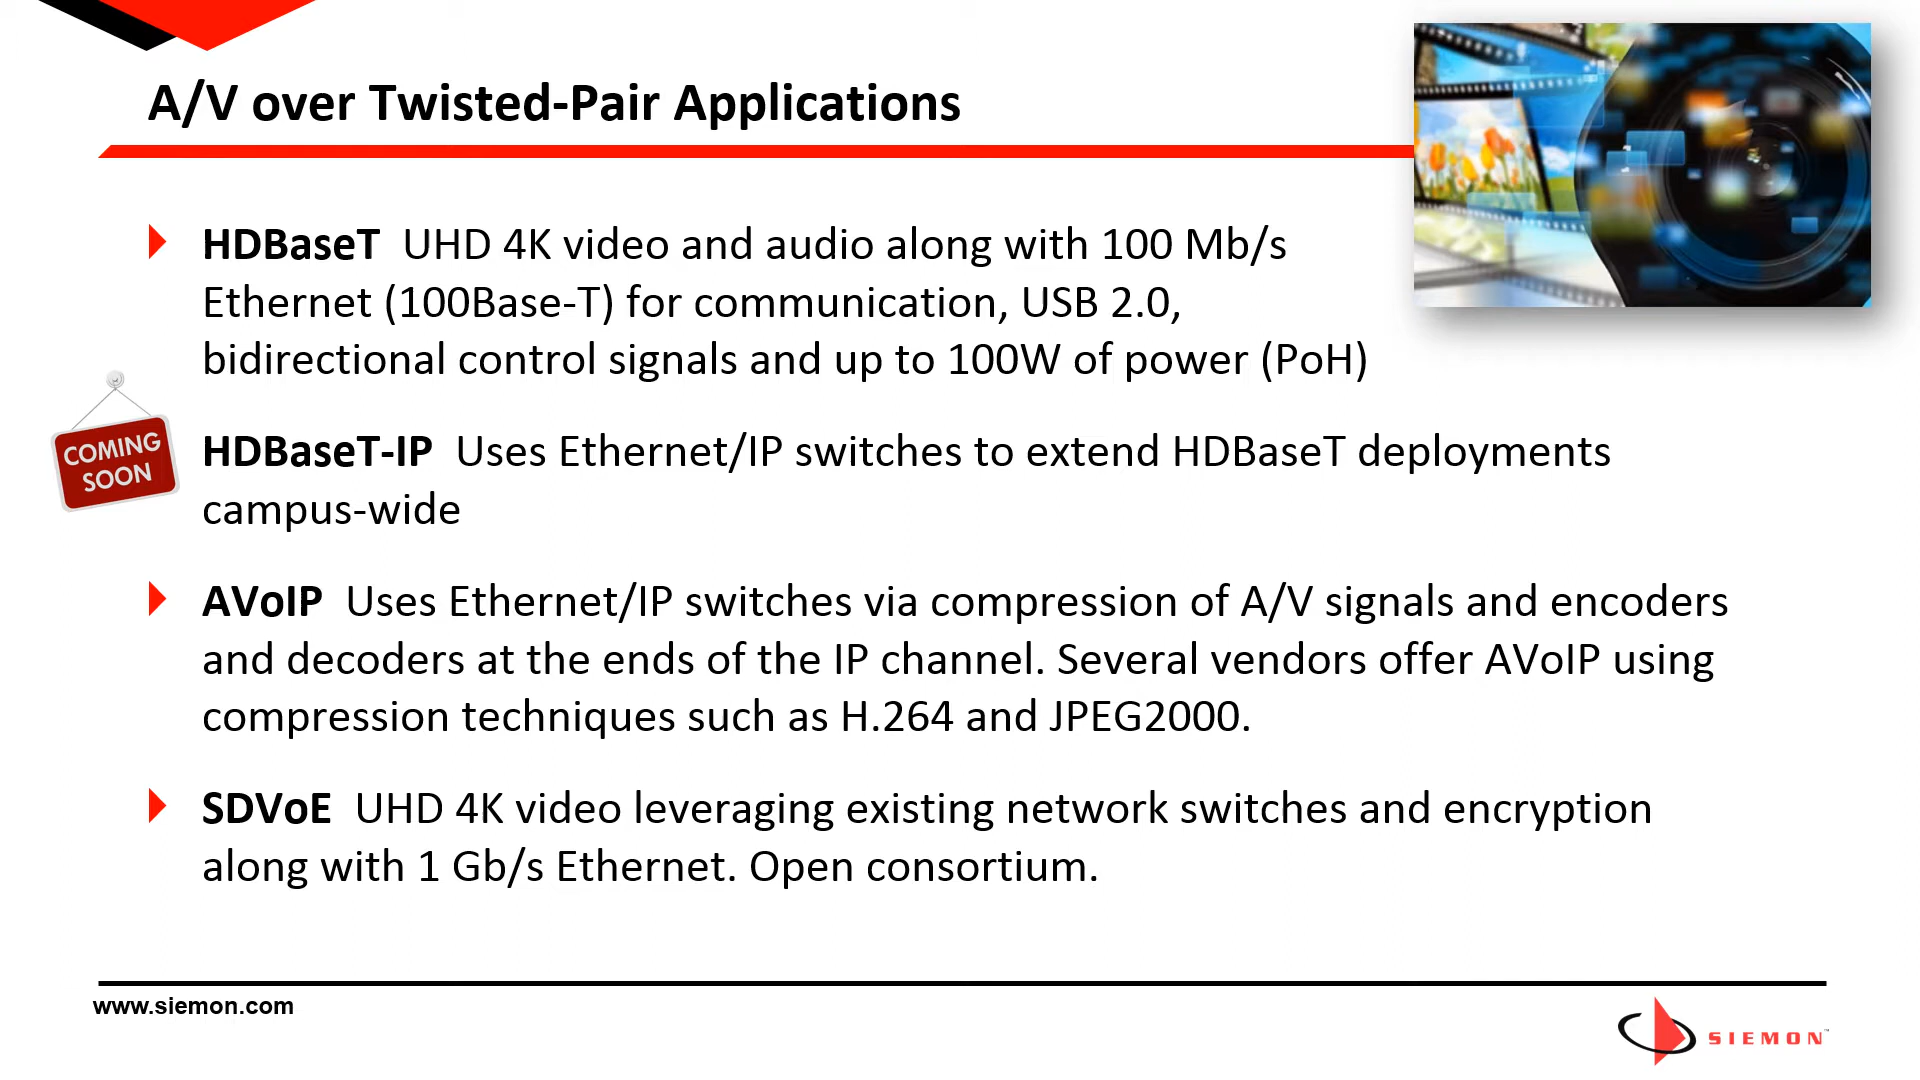 A/V over Twisted-Pair Applications
HDBaseT UHD 4K video and audio along with 100 Mb/s
Ethernet (100Base-T) for communication, USB 2.0,
bidirectional control signals and up to 100W of power (PoH)
COMING
SOON
HDBaseT-IP Uses Ethernet/IP switches to extend HDBaseT deployments
campus-wide
AVoIP Uses Ethernet/IP switches via compression of A/V signals and encoders
and decoders at the ends of the IP channel. Several vendors offer AVoIP using
compression techniques such as H.264 and JPEG2000.
SDVoE UHD 4K video leveraging existing network switches and encryption
along with 1 Gb/s Ethernet. Open consortium.
www.siemon.com
SIEMON™